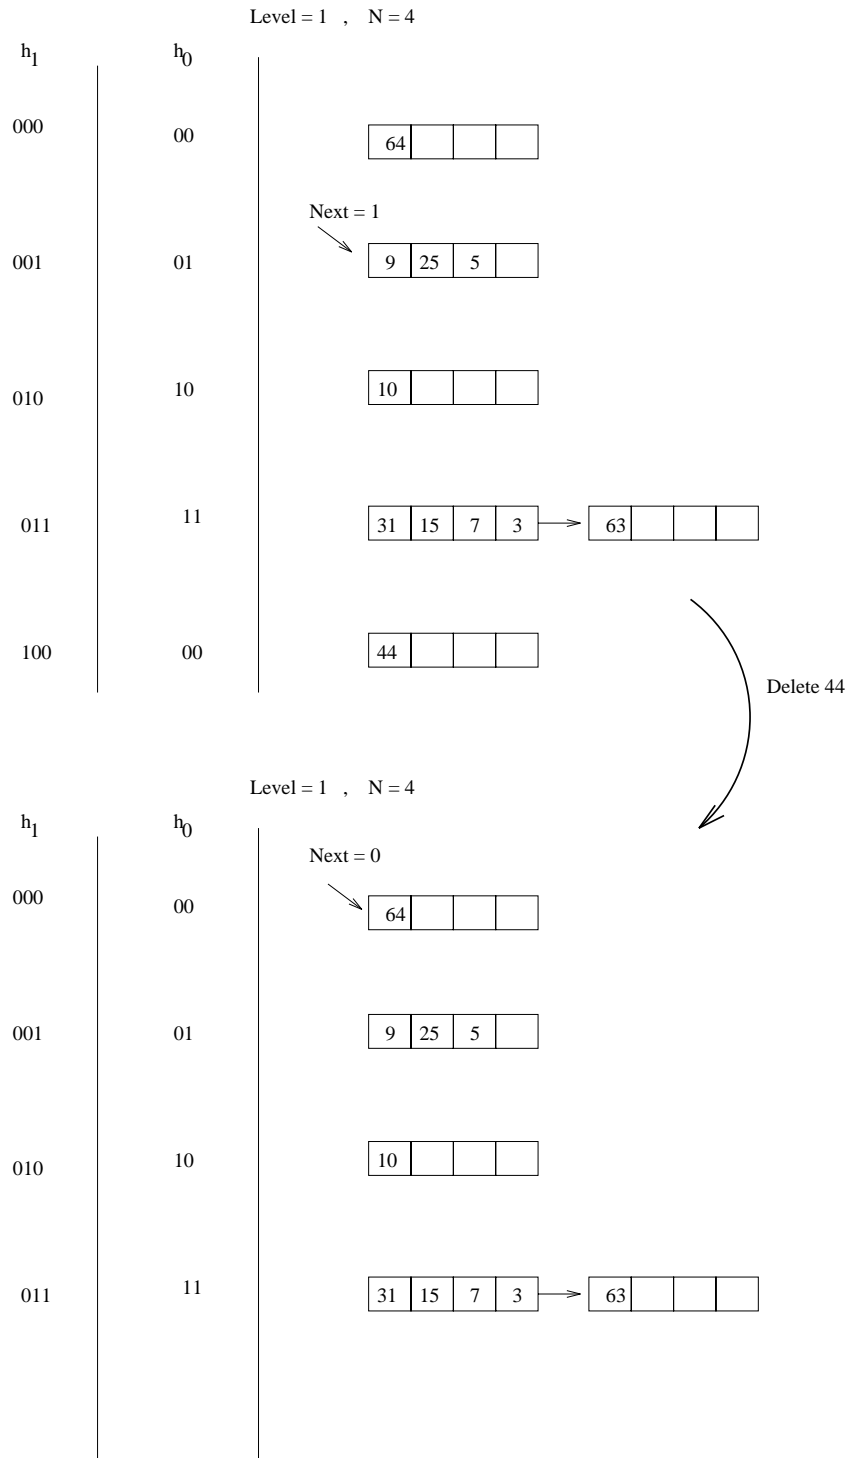 Level = 1 , N = 4
h1 h0
000 00 64
Next = 1
001 01 9 25 5
010 10 10
011 11 31 15 7 3 63
100 00 44
Delete 44
Level = 1 , N = 4
h1 h0
Next = 0
000 00 64
001 01 9 25 5
010 10 10
011 11 31 15 7 3 63